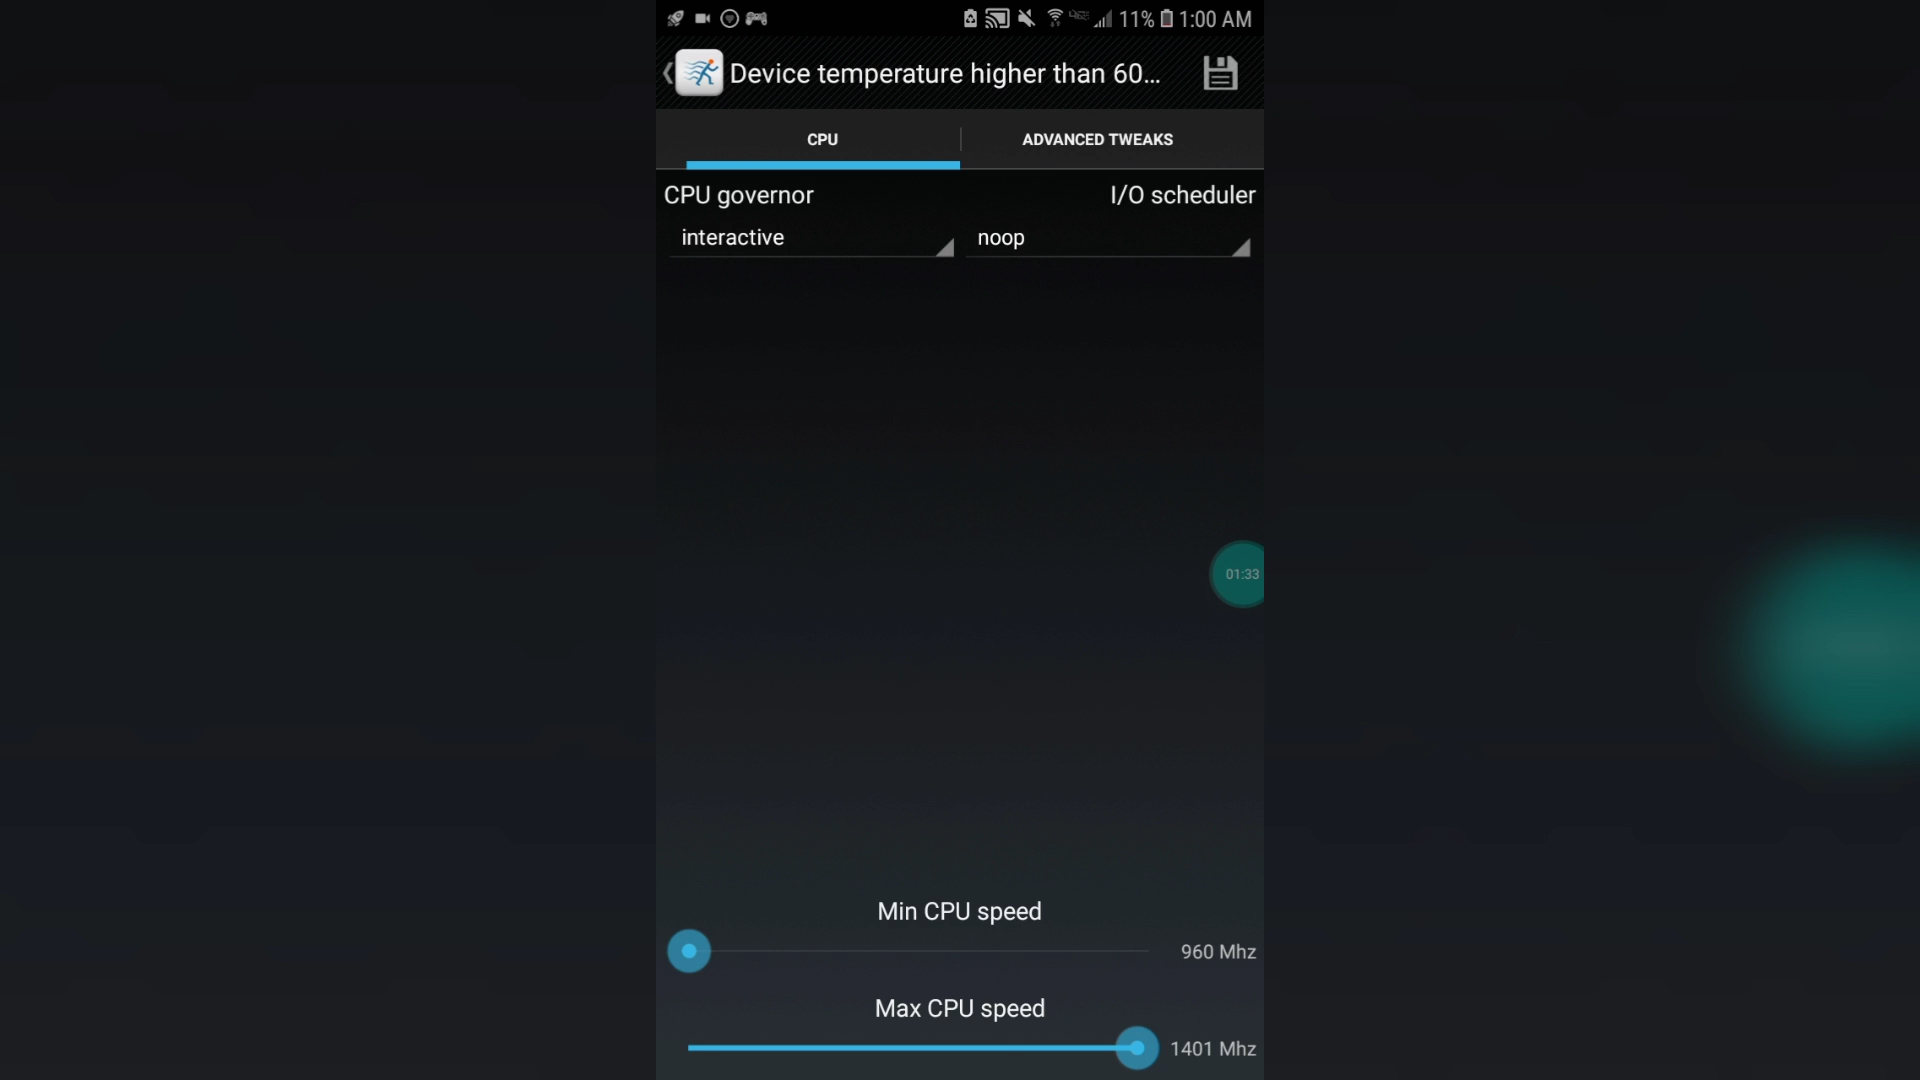 11% 1:00 AM
Device temperature higher than 60...
CPU
ADVANCED TWEAKS
CPU governor
I/O scheduler
interactive
noop
01:33
Min CPU speed
960 Mhz
Max CPU speed
1401 Mhz